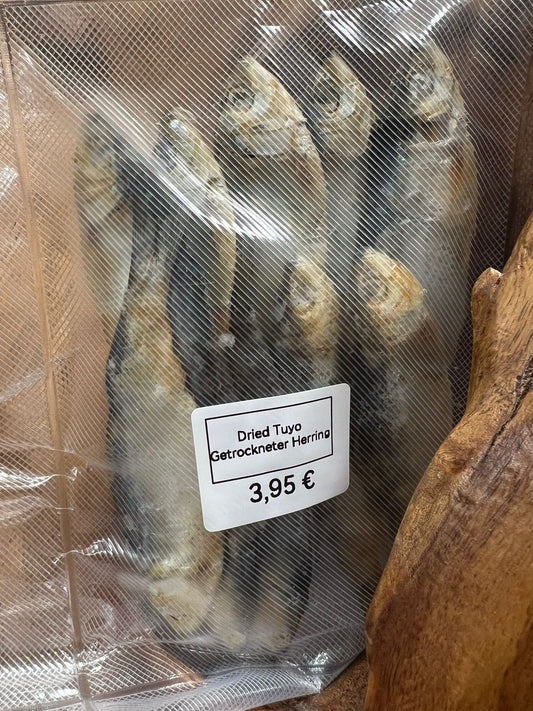 Dried Tuyo
Getrockneter Herring
3,95 €